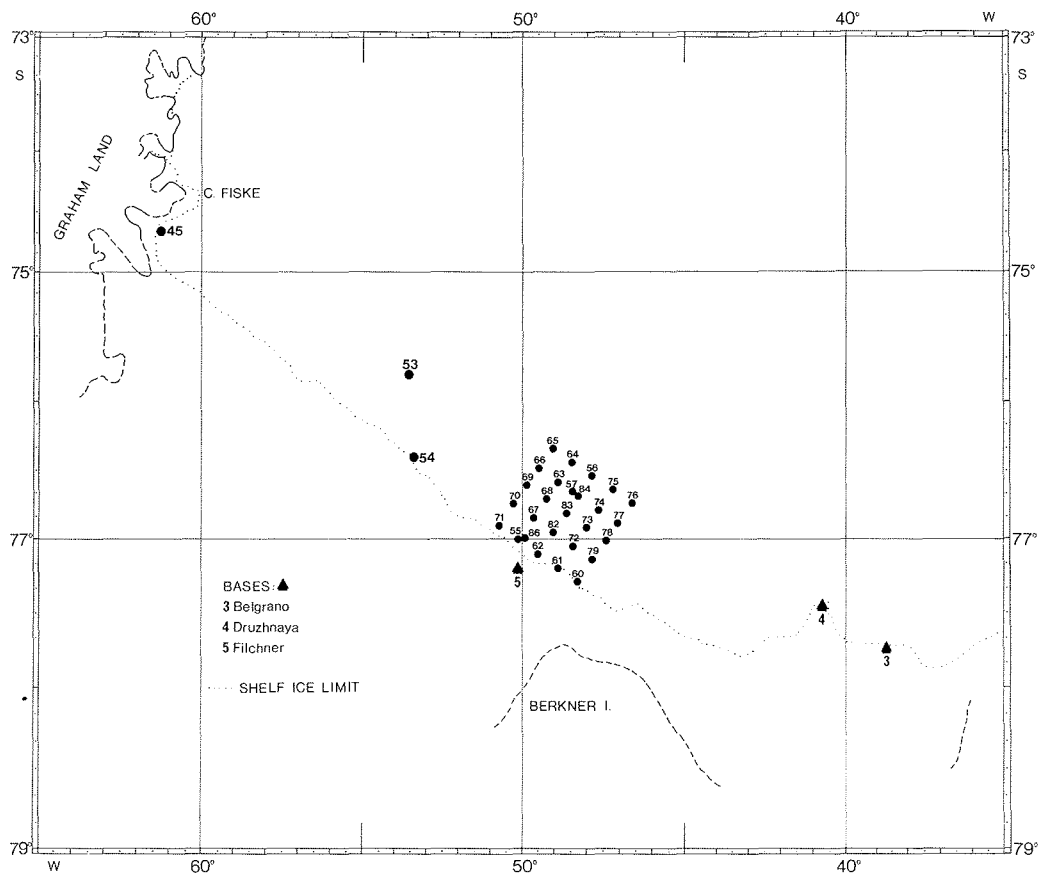 60° 50° 40° W
73° 73°
S S
GRAHAM LAND
C. FISKE
45
75° 75°
53
54
65
66 64
69 63 56
68 57 84 75
70 76
67 83 74
71 77
55 86 82 73
77° 77°
62 72 78
61 79
5 60
BASES:
3 Belgrano
4 Druzhnaya
5 Filchner
4
3
SHELF ICE LIMIT
BERKNER I.
79° 79°
W 60° 50° 40°